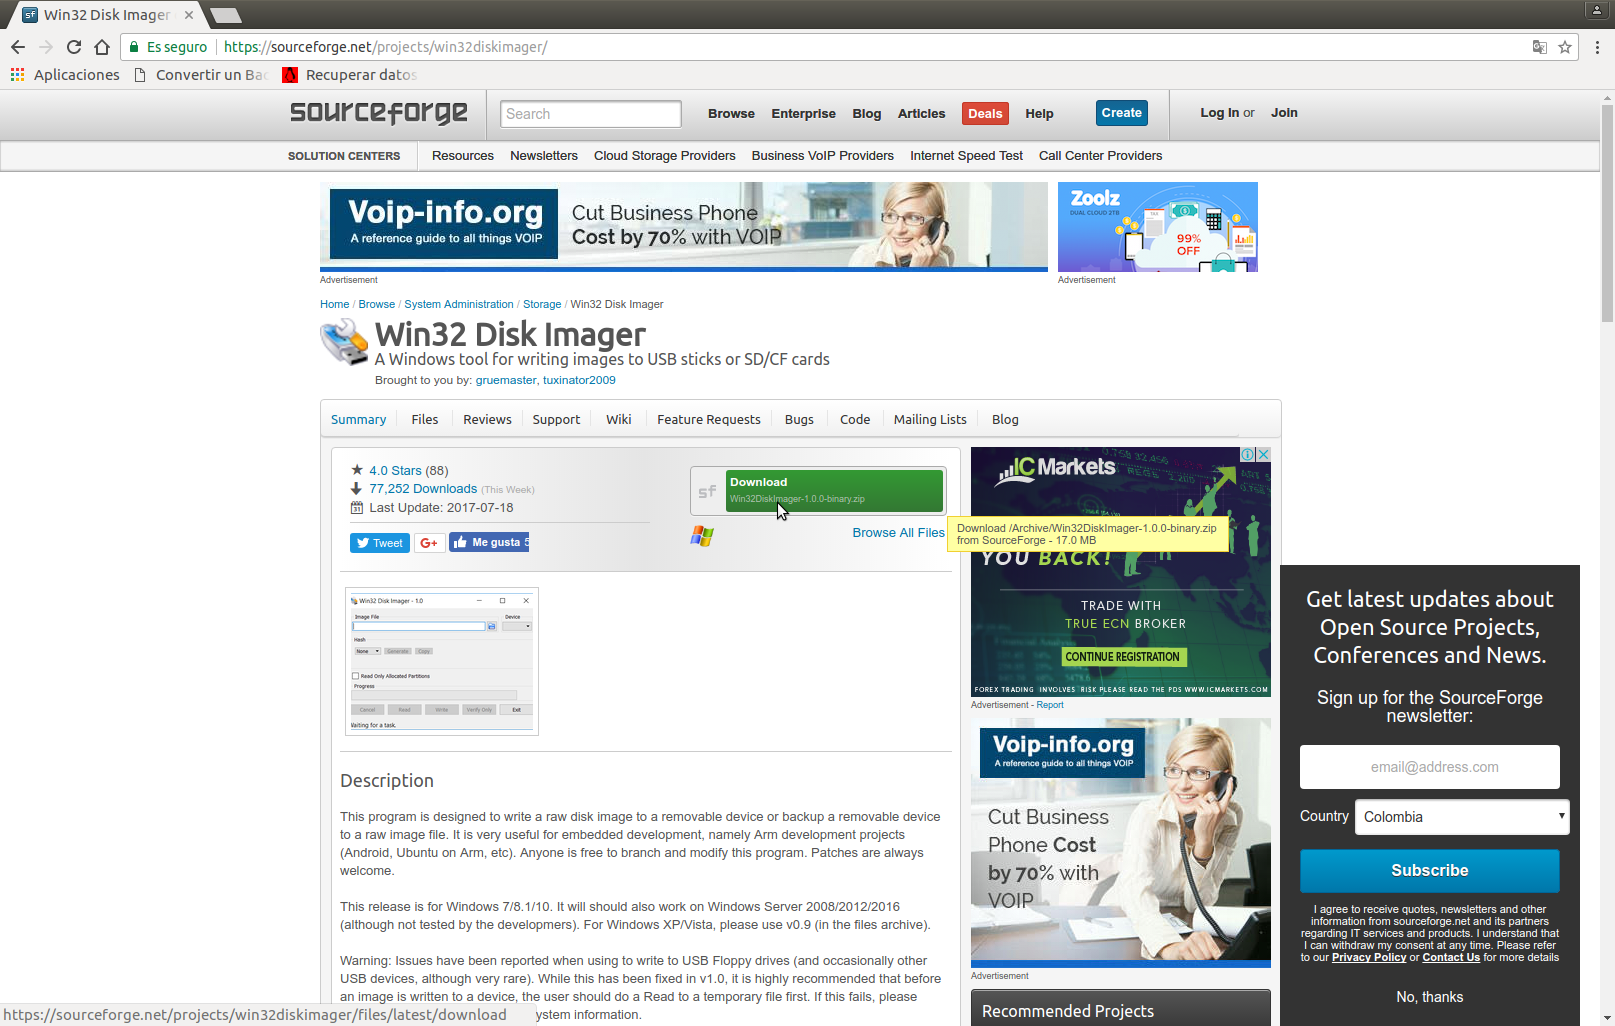 Win32 Disk Imager
Es seguro
https://sourceforge.net/projects/win32diskimager/
Aplicaciones
Convertir un Bac
Recuperar datos
sourceforge
Search
Browse
Enterprise
Blog
Articles
Deals
Help
Create
Log In or
Join
SOLUTION CENTERS
Resources
Newsletters
Cloud Storage Providers
Business VoIP Providers
Internet Speed Test
Call Center Providers
Voip-info.org
A reference guide to all things VOIP
Cut Business Phone
Cost by 70% with VOIP
Advertisement
Zoolz
DUAL CLOUD 2TB
TAX
99%
OFF
Advertisement
Home / Browse / System Administration / Storage / Win32 Disk Imager
Win32 Disk Imager
A Windows tool for writing images to USB sticks or SD/CF cards
Brought to you by: gruemaster, tuxinator2009
Summary
Files
Reviews
Support
Wiki
Feature Requests
Bugs
Code
Mailing Lists
Blog
4.0 Stars (88)
77,252 Downloads (This Week)
Last Update: 2017-07-18
Tweet
G+
Me gusta 5
sf
Download
Win32DiskImager-1.0.0-binary.zip
Browse All Files
Download /Archive/Win32DiskImager-1.0.0-binary.zip
from SourceForge - 17.0 MB
IC Markets
YOU BACK!
TRADE WITH
TRUE ECN BROKER
CONTINUE REGISTRATION
FOREX TRADING INVOLVES RISK PLEASE READ THE PDS WWW.ICMARKETS.COM
Advertisement - Report
Win32 Disk Imager - 1.0
Image File
Device
Hash
None
Generate
Copy
Read Only Allocated Partitions
Progress
Cancel
Read
Write
Verify Only
Exit
Waiting for a task.
Description
This program is designed to write a raw disk image to a removable device or backup a removable device
to a raw image file. It is very useful for embedded development, namely Arm development projects
(Android, Ubuntu on Arm, etc). Anyone is free to branch and modify this program. Patches are always
welcome.
This release is for Windows 7/8.1/10. It will should also work on Windows Server 2008/2012/2016
(although not tested by the developmers). For Windows XP/Vista, please use v0.9 (in the files archive).
Warning: Issues have been reported when using to write to USB Floppy drives (and occasionally other
USB devices, although very rare). While this has been fixed in v1.0, it is highly recommended that before
an image is written to a device, the user should do a Read to a temporary file first. If this fails, please
ystem information.
Voip-info.org
A reference guide to all things VOIP
Cut Business
Phone Cost
by 70% with
VOIP
Advertisement
Recommended Projects
Get latest updates about
Open Source Projects,
Conferences and News.
Sign up for the SourceForge
newsletter:
email@address.com
Country
Colombia
Subscribe
I agree to receive quotes, newsletters and other
information from sourceforge.net and its partners
regarding IT services and products. I understand that
I can withdraw my consent at any time. Please refer
to our Privacy Policy or Contact Us for more details
No, thanks
https://sourceforge.net/projects/win32diskimager/files/latest/download